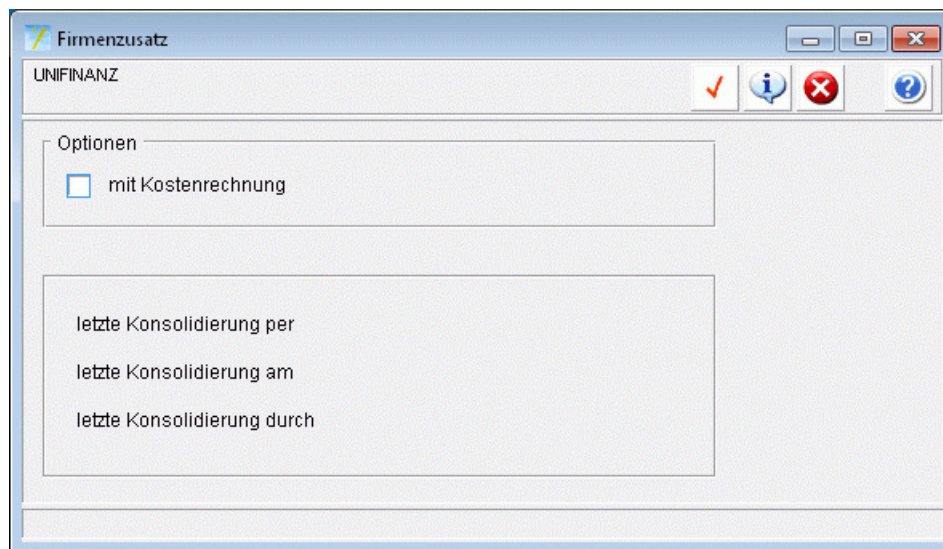 Firmenzusatz
UNIFINANZ
Optionen
mit Kostenrechnung
letzte Konsolidierung per
letzte Konsolidierung am
letzte Konsolidierung durch